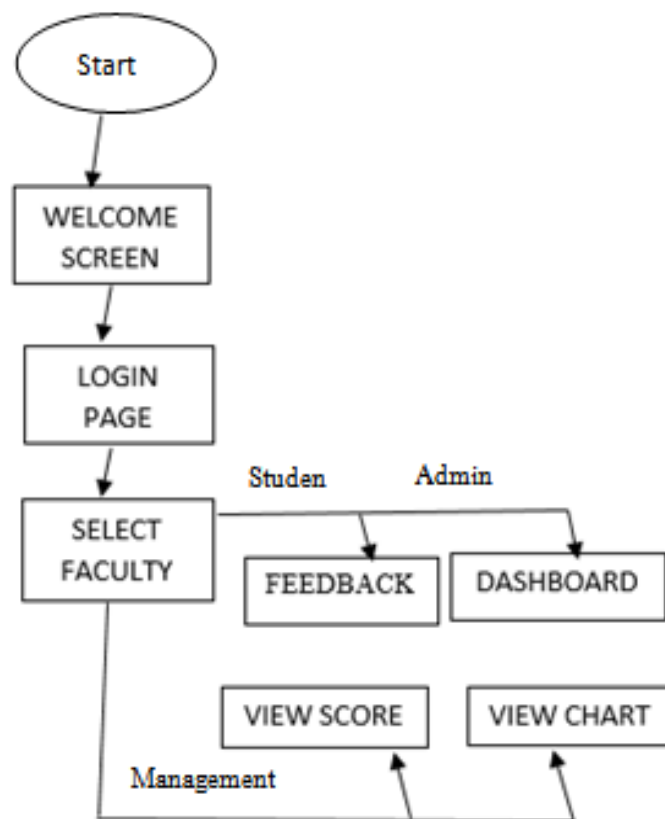 Start
WELCOME
SCREEN
LOGIN
PAGE
Studen
Admin
SELECT
FACULTY
FEEDBACK
DASHBOARD
VIEW SCORE
VIEW CHART
Management